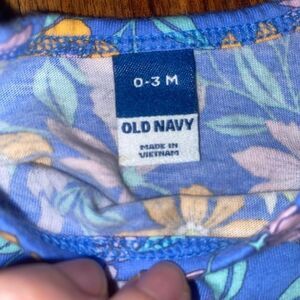 0-3 M
OLD NAVY
MADE IN
VIETNAM